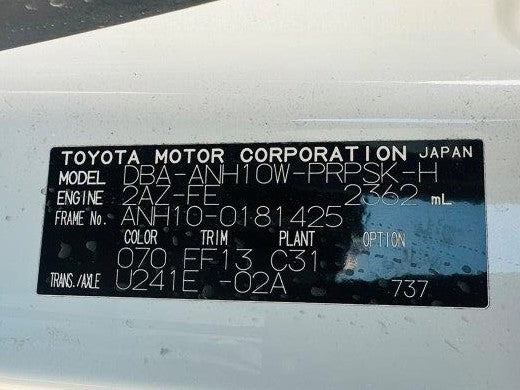 TOYOTA MOTOR CORPORATION JAPAN
MODEL DBA-ANH10W-PRPSK-H
ENGINE 2AZ-FE 2362 mL
FRAME No. ANH10-0181425
COLOR TRIM PLANT OPTION
070 FF13 C31
TRANS./AXLE U241E -02A 737